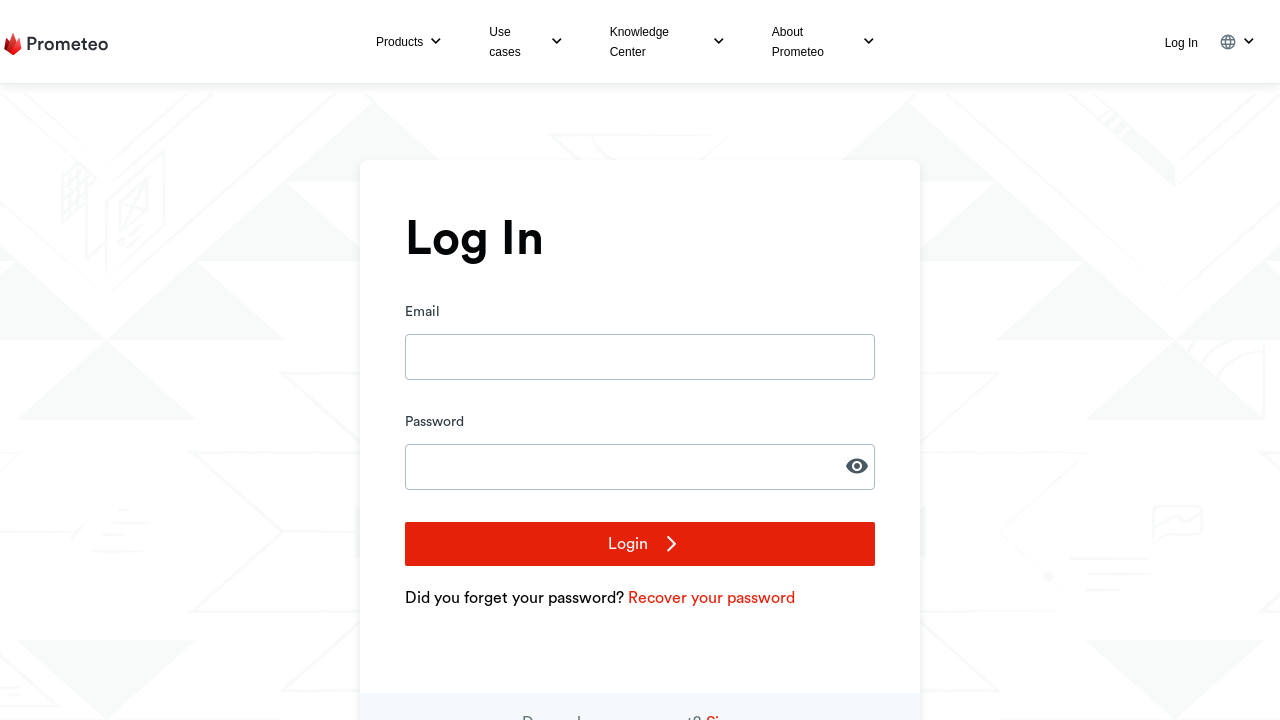 Prometeo
Products
Use
cases
Knowledge
Center
About
Prometeo
Log In
Log In
Email
Password
Login
Did you forget your password? Recover your password